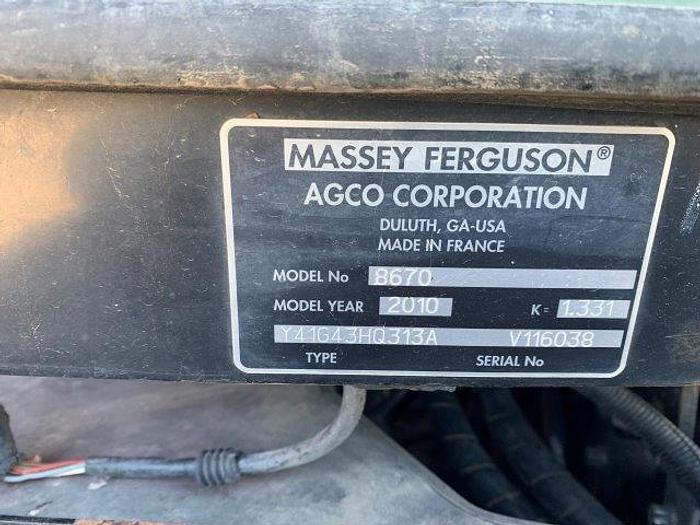 MASSEY FERGUSON®
AGCO CORPORATION
DULUTH, GA-USA
MADE IN FRANCE
MODEL No 8670
MODEL YEAR 2010 K= 1.331
Y41G43HQ313A V116038
TYPE SERIAL No